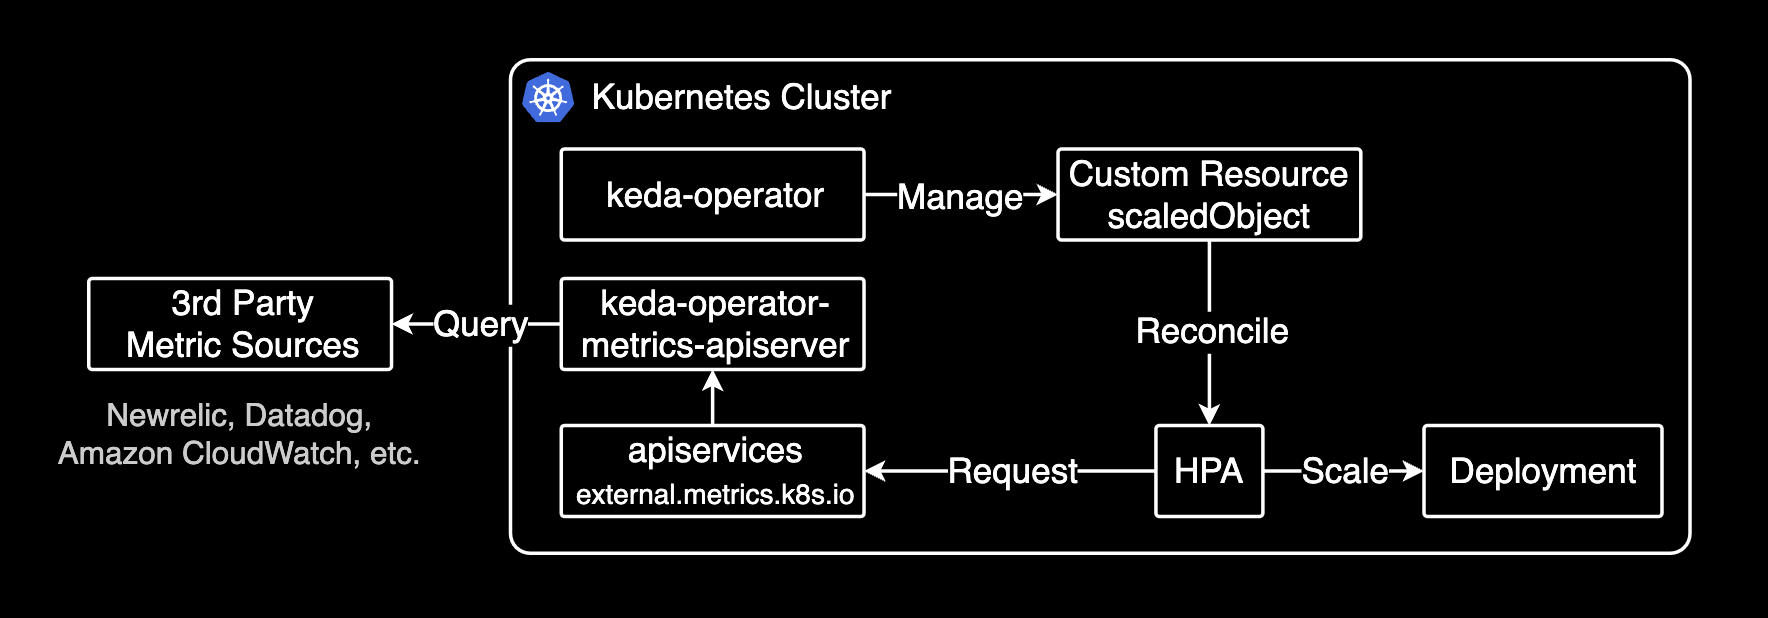 Kubernetes Cluster
keda-operator
Manage
Custom Resource
scaledObject
3rd Party
Metric Sources
Query
keda-operator-
metrics-apiserver
Reconcile
Newrelic, Datadog,
Amazon CloudWatch, etc.
apiservices
external.metrics.k8s.io
Request
HPA
Scale
Deployment